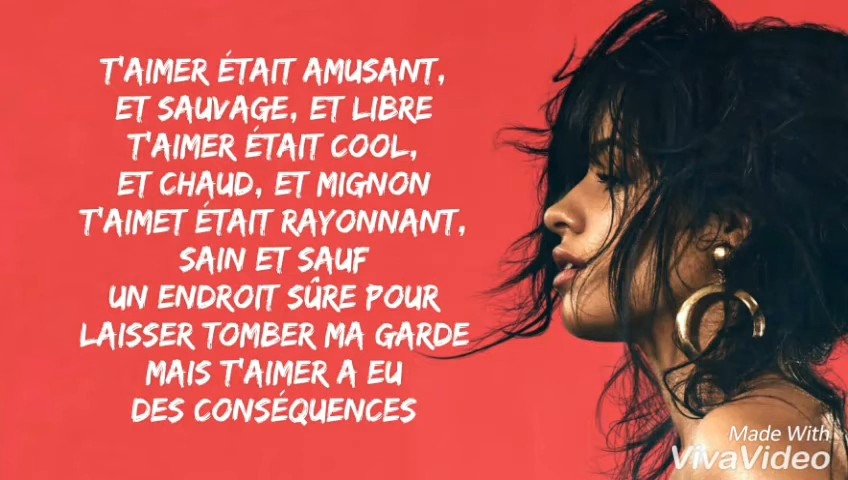 T'AIMER ÉTAIT AMUSANT,
ET SAUVAGE, ET LIBRE
T'AIMER ÉTAIT COOL,
ET CHAUD, ET MIGNON
T'AIMET ÉTAIT RAYONNANT,
SAIN ET SAUF
UN ENDROIT SÛRE POUR
LAISSER TOMBER MA GARDE
MAIS T'AIMER A EU
DES CONSÉQUENCES
Made With
VivaVideo